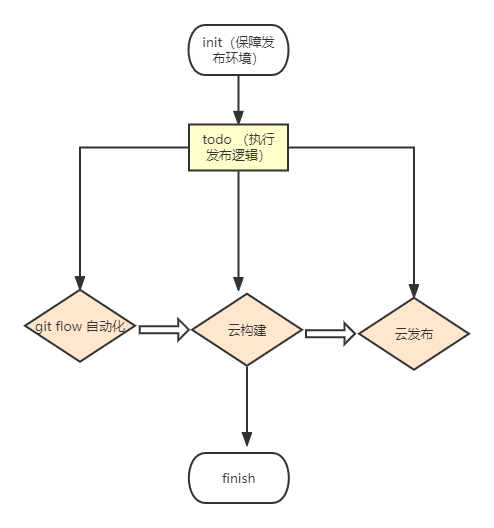 init（保障发
布环境）
todo （执行
发布逻辑）
git flow 自动化
云构建
云发布
finish